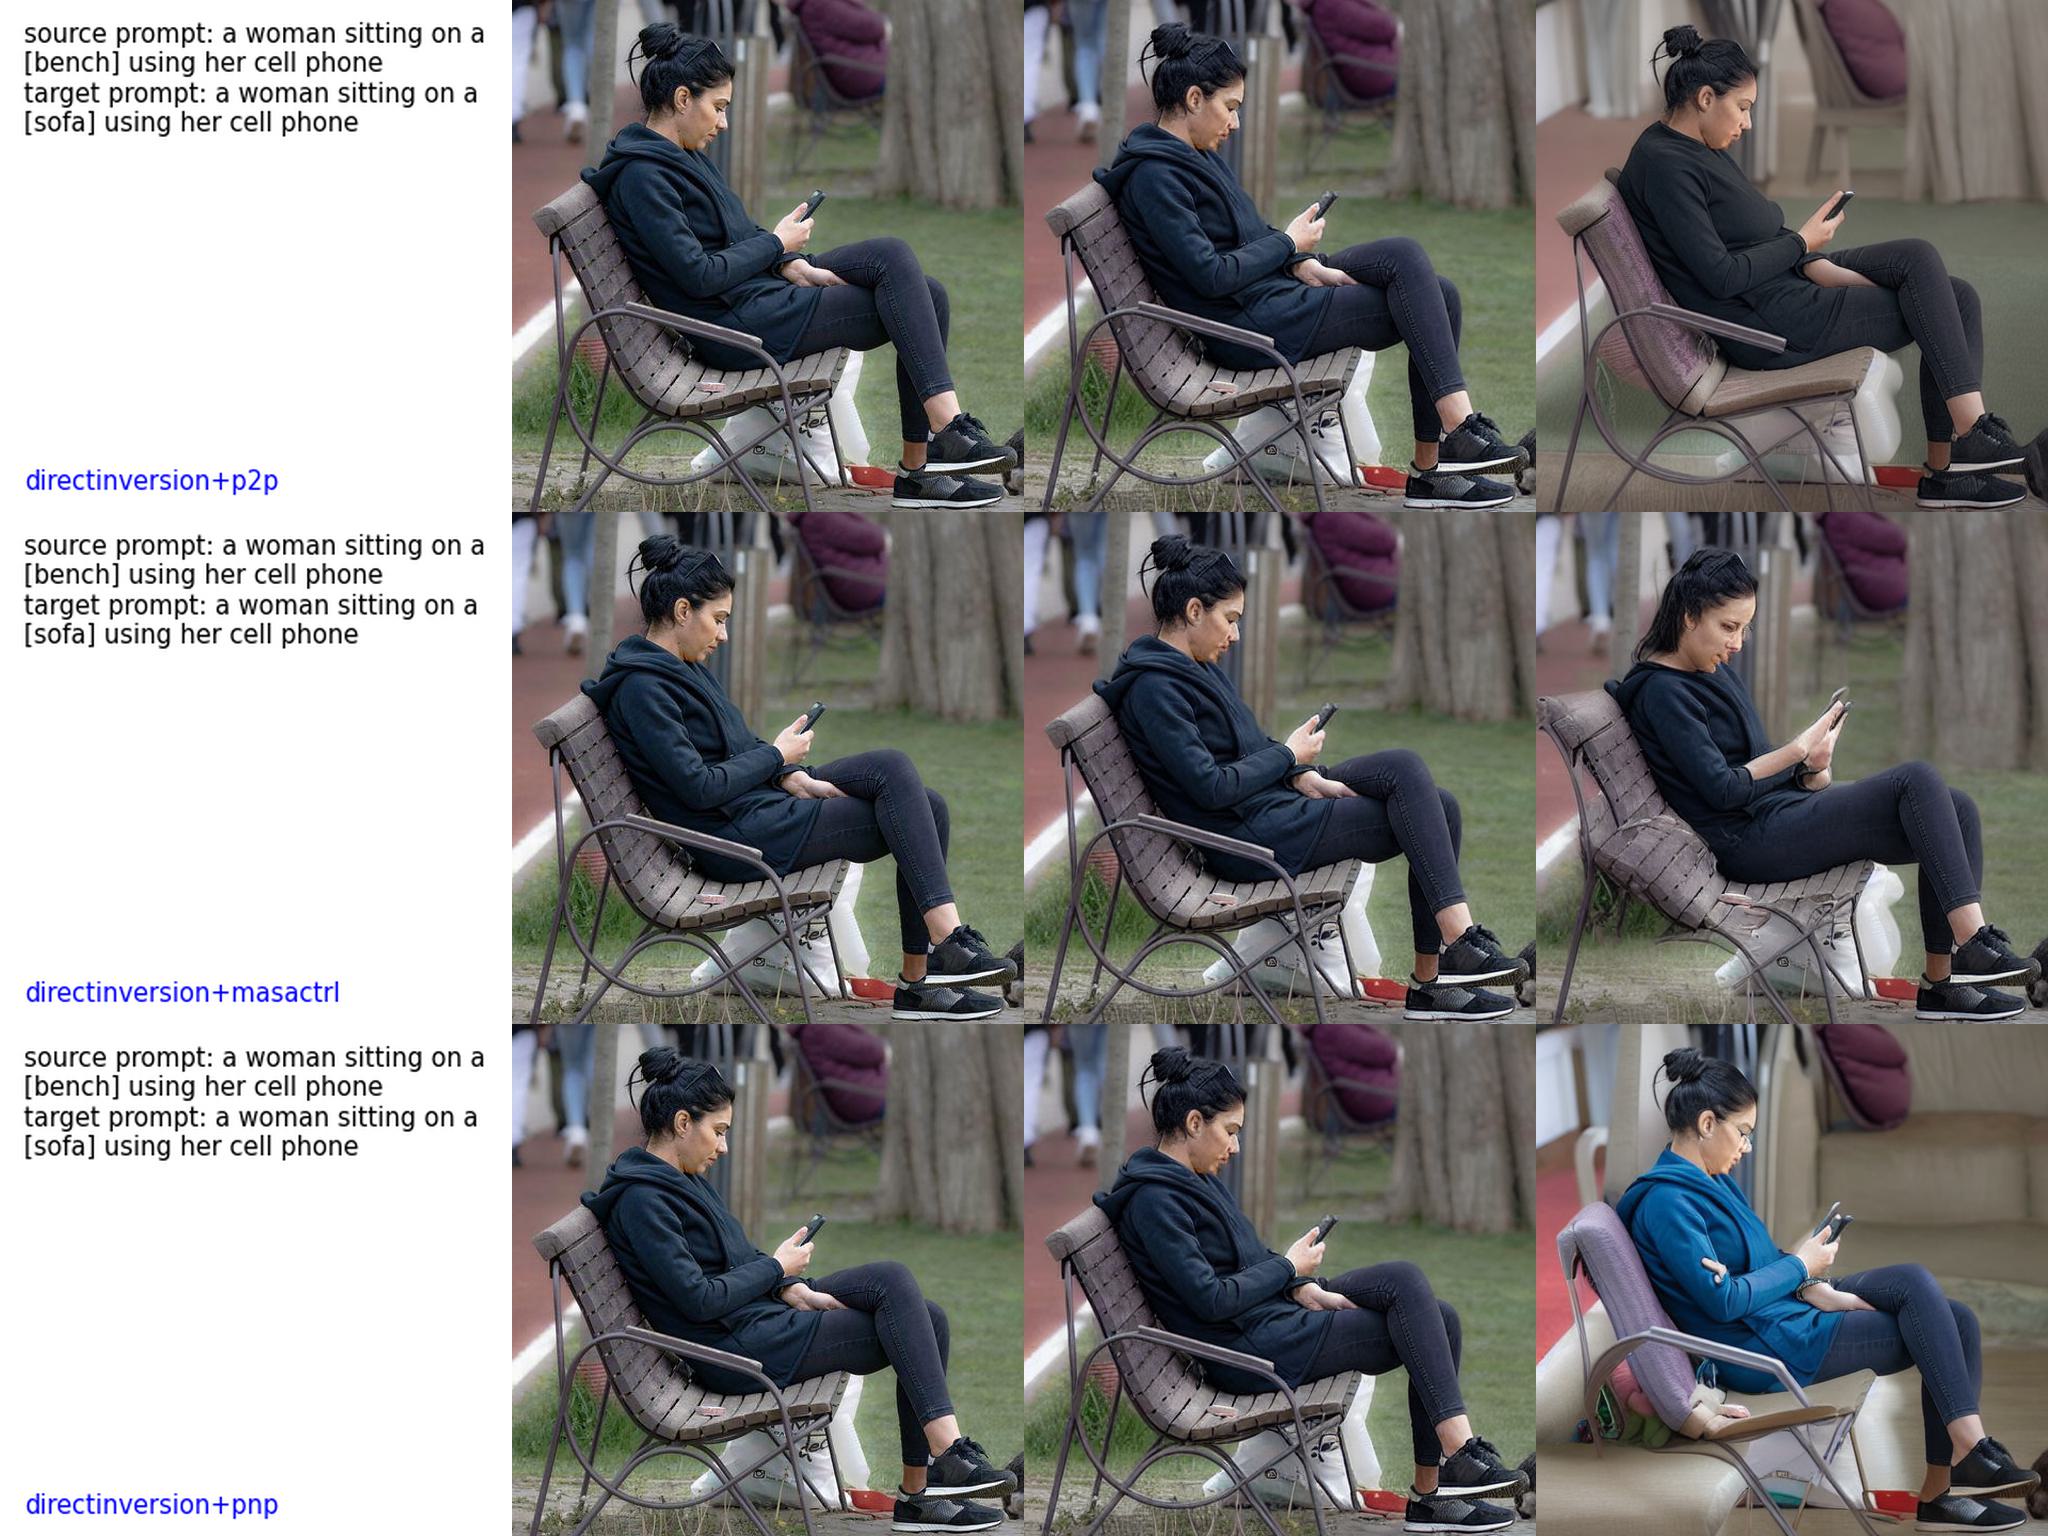 source prompt: a woman sitting on a
[bench] using her cell phone
target prompt: a woman sitting on a
[sofa] using her cell phone
directinversion+p2p
source prompt: a woman sitting on a
[bench] using her cell phone
target prompt: a woman sitting on a
[sofa] using her cell phone
directinversion+masactrl
source prompt: a woman sitting on a
[bench] using her cell phone
target prompt: a woman sitting on a
[sofa] using her cell phone
directinversion+pnp